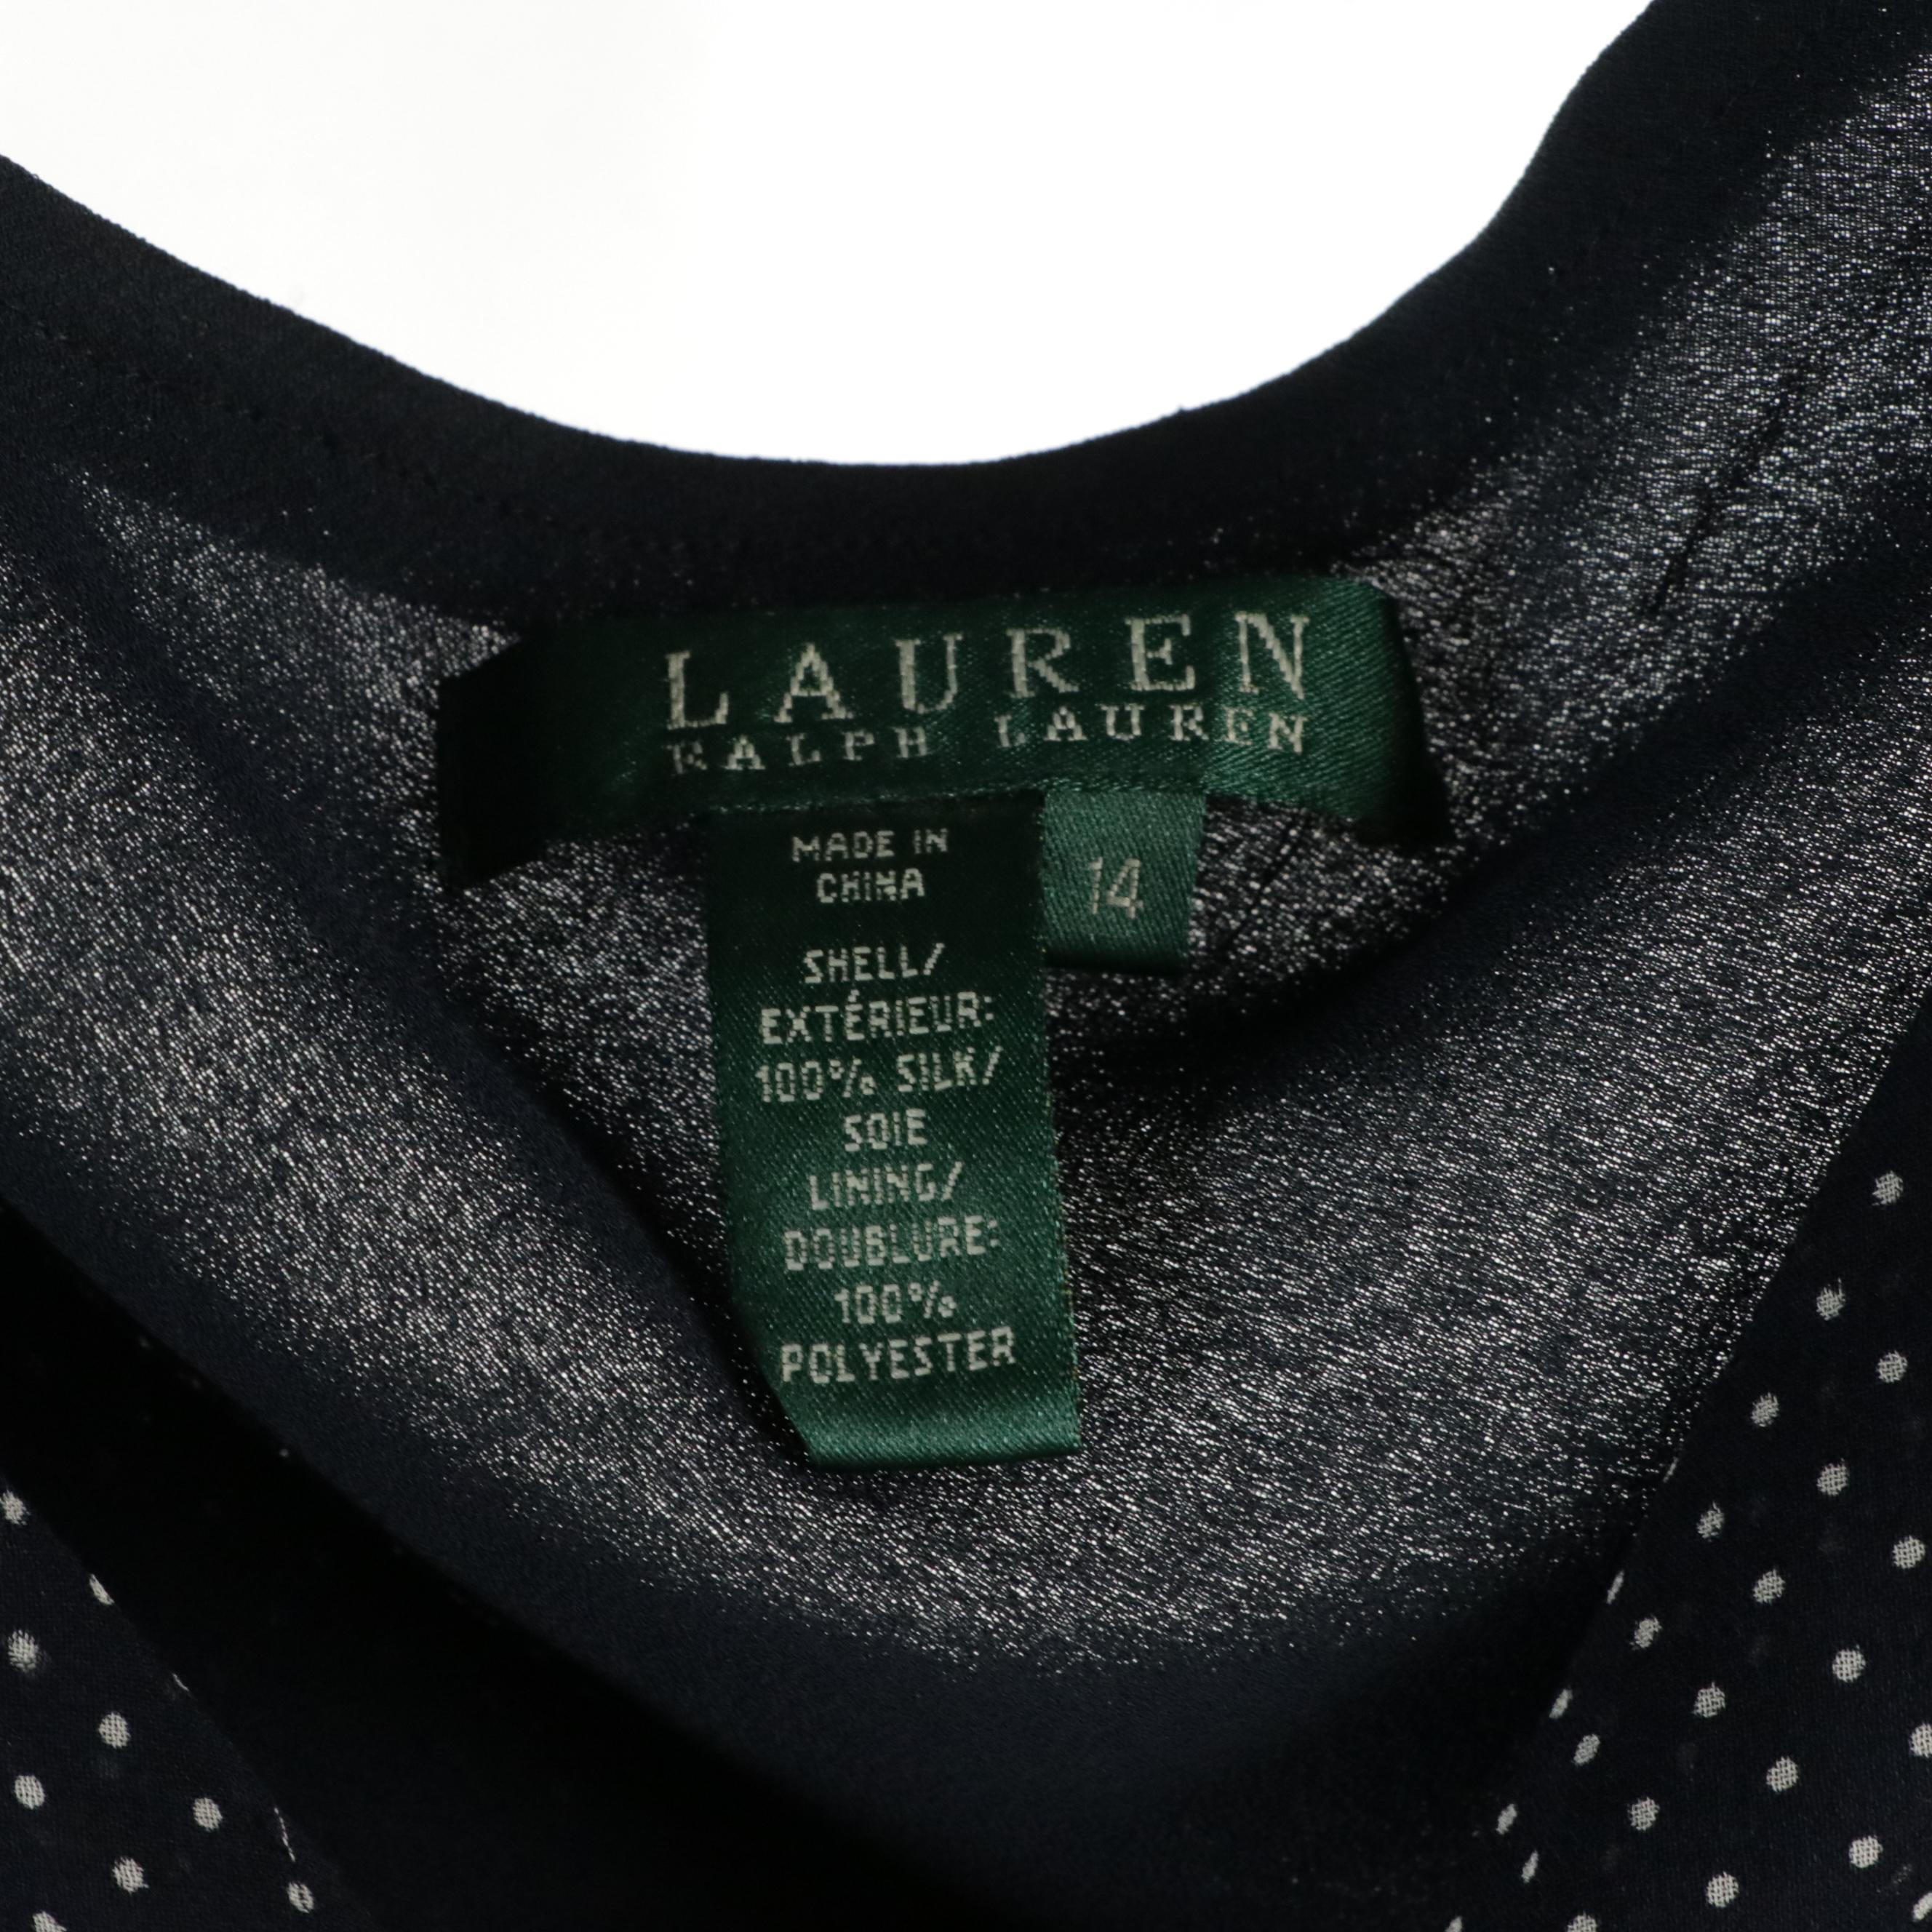 LAUREN
RALPH LAUREN
MADE IN
CHINA
14
SHELL/
EXTÉRIEUR:
100% SILK/
SOIE
LINING/
DOUBLURE:
100%
POLYESTER